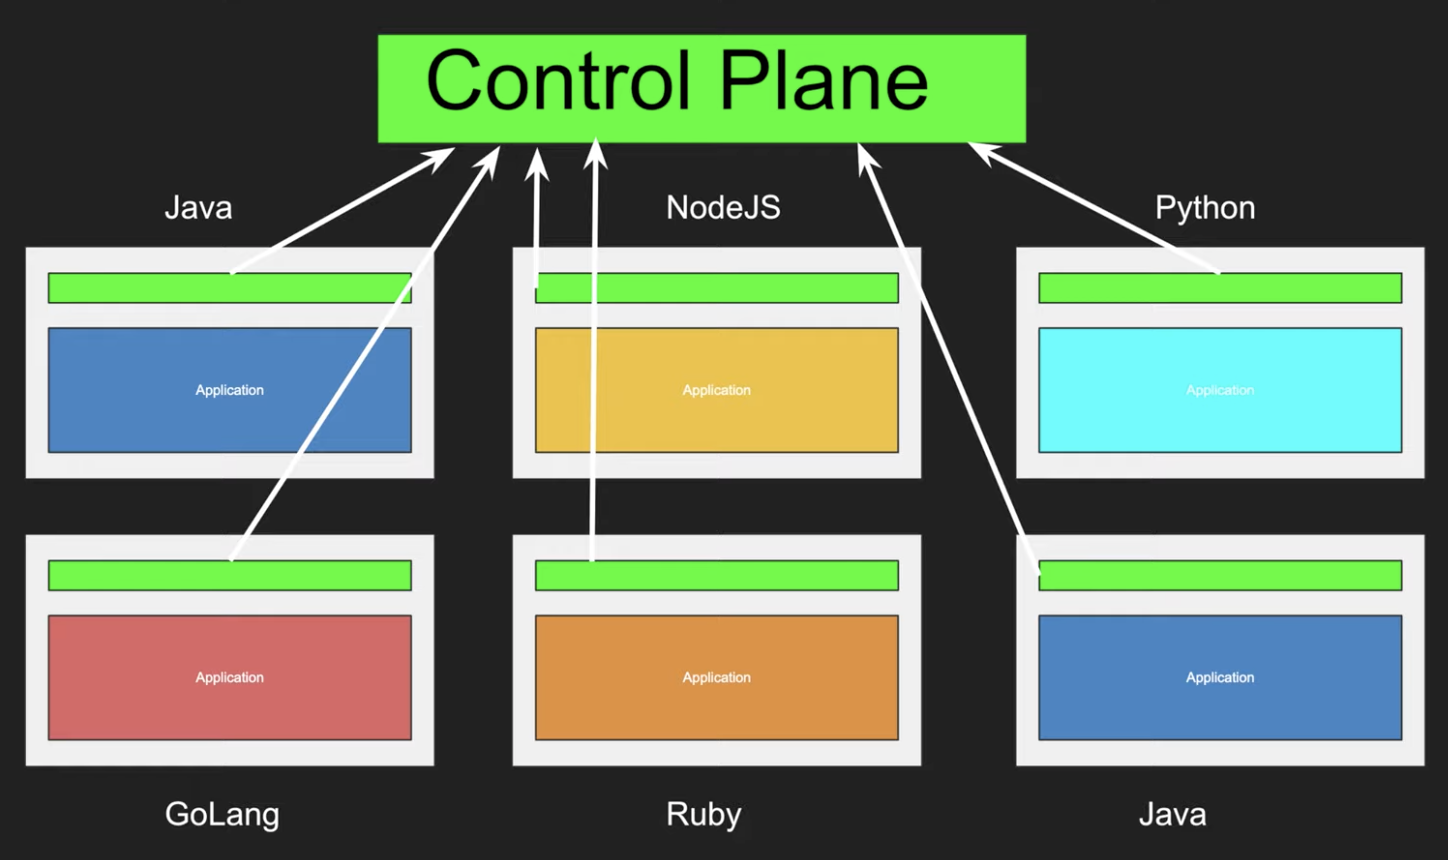 Control Plane
Java
NodeJS
Python
Application
Application
Application
Application
Application
Application
GoLang
Ruby
Java